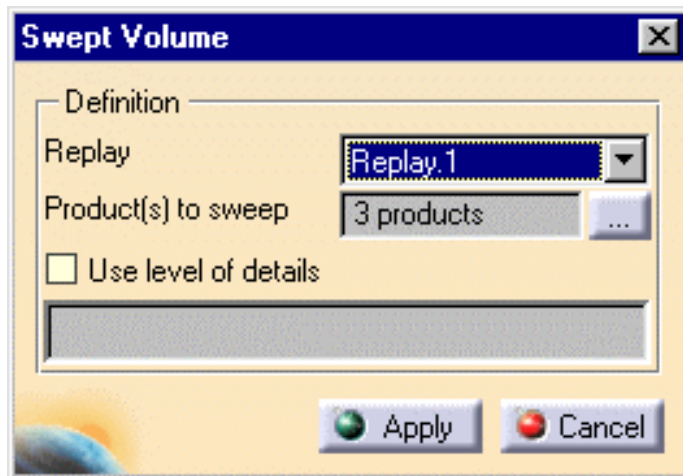 Swept Volume
Definition
Replay Replay.1
Product(s) to sweep 3 products ...
Use level of details
Apply Cancel